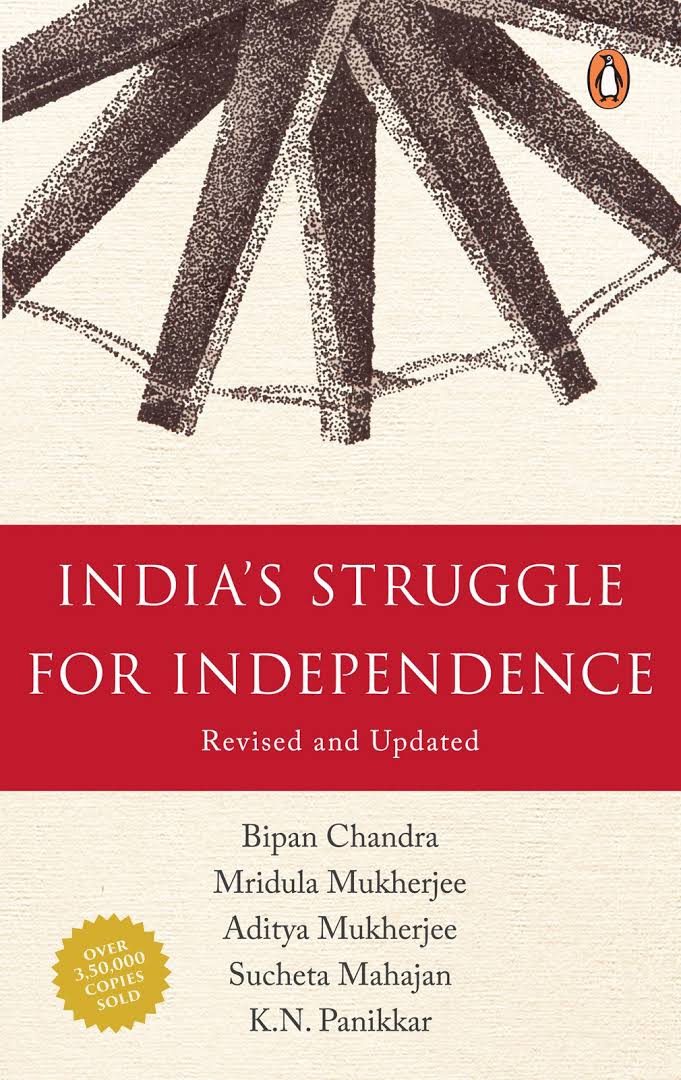 INDIA'S STRUGGLE
FOR INDEPENDENCE
Revised and Updated
Bipan Chandra
Mridula Mukherjee
Aditya Mukherjee
Sucheta Mahajan
K.N. Panikkar
OVER
3,50,000
COPIES
SOLD